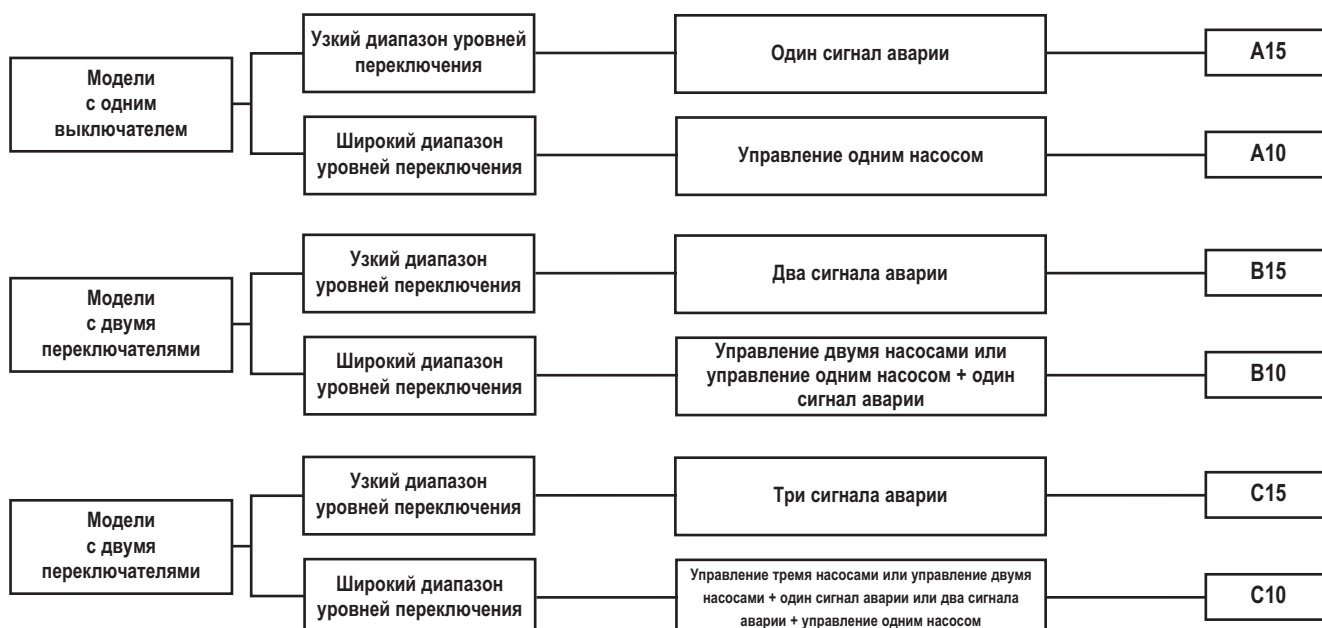 Модели
с одним
выключателем
Узкий диапазон уровней
переключения
Один сигнал аварии
A15
Широкий диапазон
уровней переключения
Управление одним насосом
A10
Модели
с двумя
переключателями
Узкий диапазон
уровней переключения
Два сигнала аварии
B15
Широкий диапазон
уровней переключения
Управление двумя насосами или
управление одним насосом + один
сигнал аварии
B10
Модели
с двумя
переключателями
Узкий диапазон
уровней переключения
Три сигнала аварии
C15
Широкий диапазон
уровней переключения
Управление тремя насосами или управление двумя
насосами + один сигнал аварии или два сигнала
аварии + управление одним насосом
C10